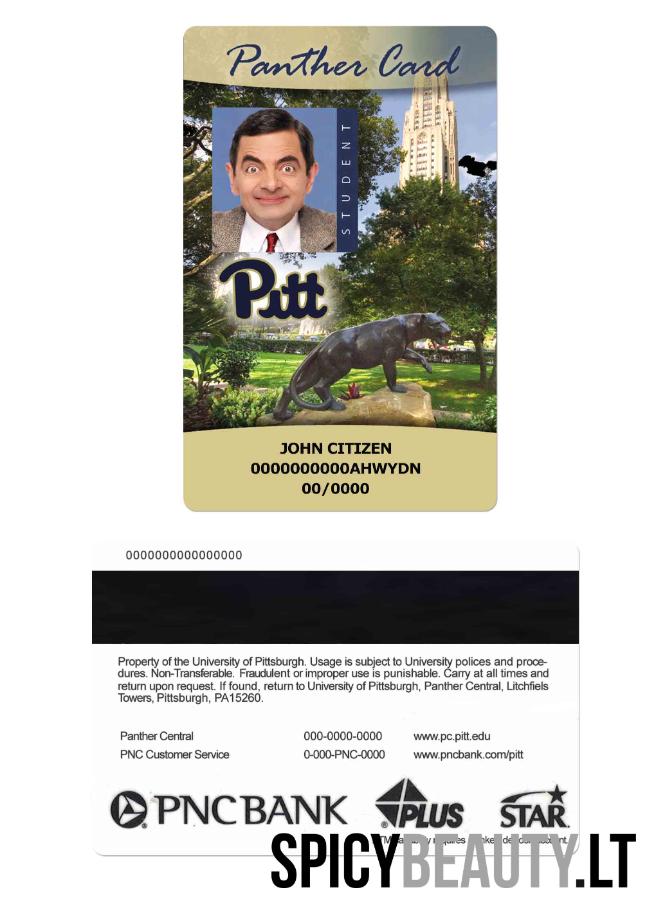 Panther Card
STUDENT
Pitt
JOHN CITIZEN
0000000000AHWYDN
00/0000
0000000000000000
Property of the University of Pittsburgh. Usage is subject to University polices and proce-
dures. Non-Transferable. Fraudulent or improper use is punishable. Carry at all times and
return upon request. If found, return to University of Pittsburgh, Panther Central, Litchfiels
Towers, Pittsburgh, PA15260.
Panther Central 000-0000-0000 www.pc.pitt.edu
PNC Customer Service 0-000-PNC-0000 www.pncbank.com/pitt
PNC BANK PLUS STAR
requires
SPICYBEAUTY.LT